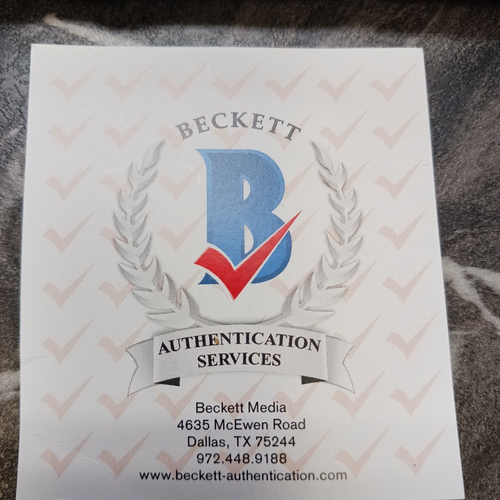 BECKETT
B
AUTHENTICATION
SERVICES
Beckett Media
4635 McEwen Road
Dallas, TX 75244
972.448.9188
www.beckett-authentication.com